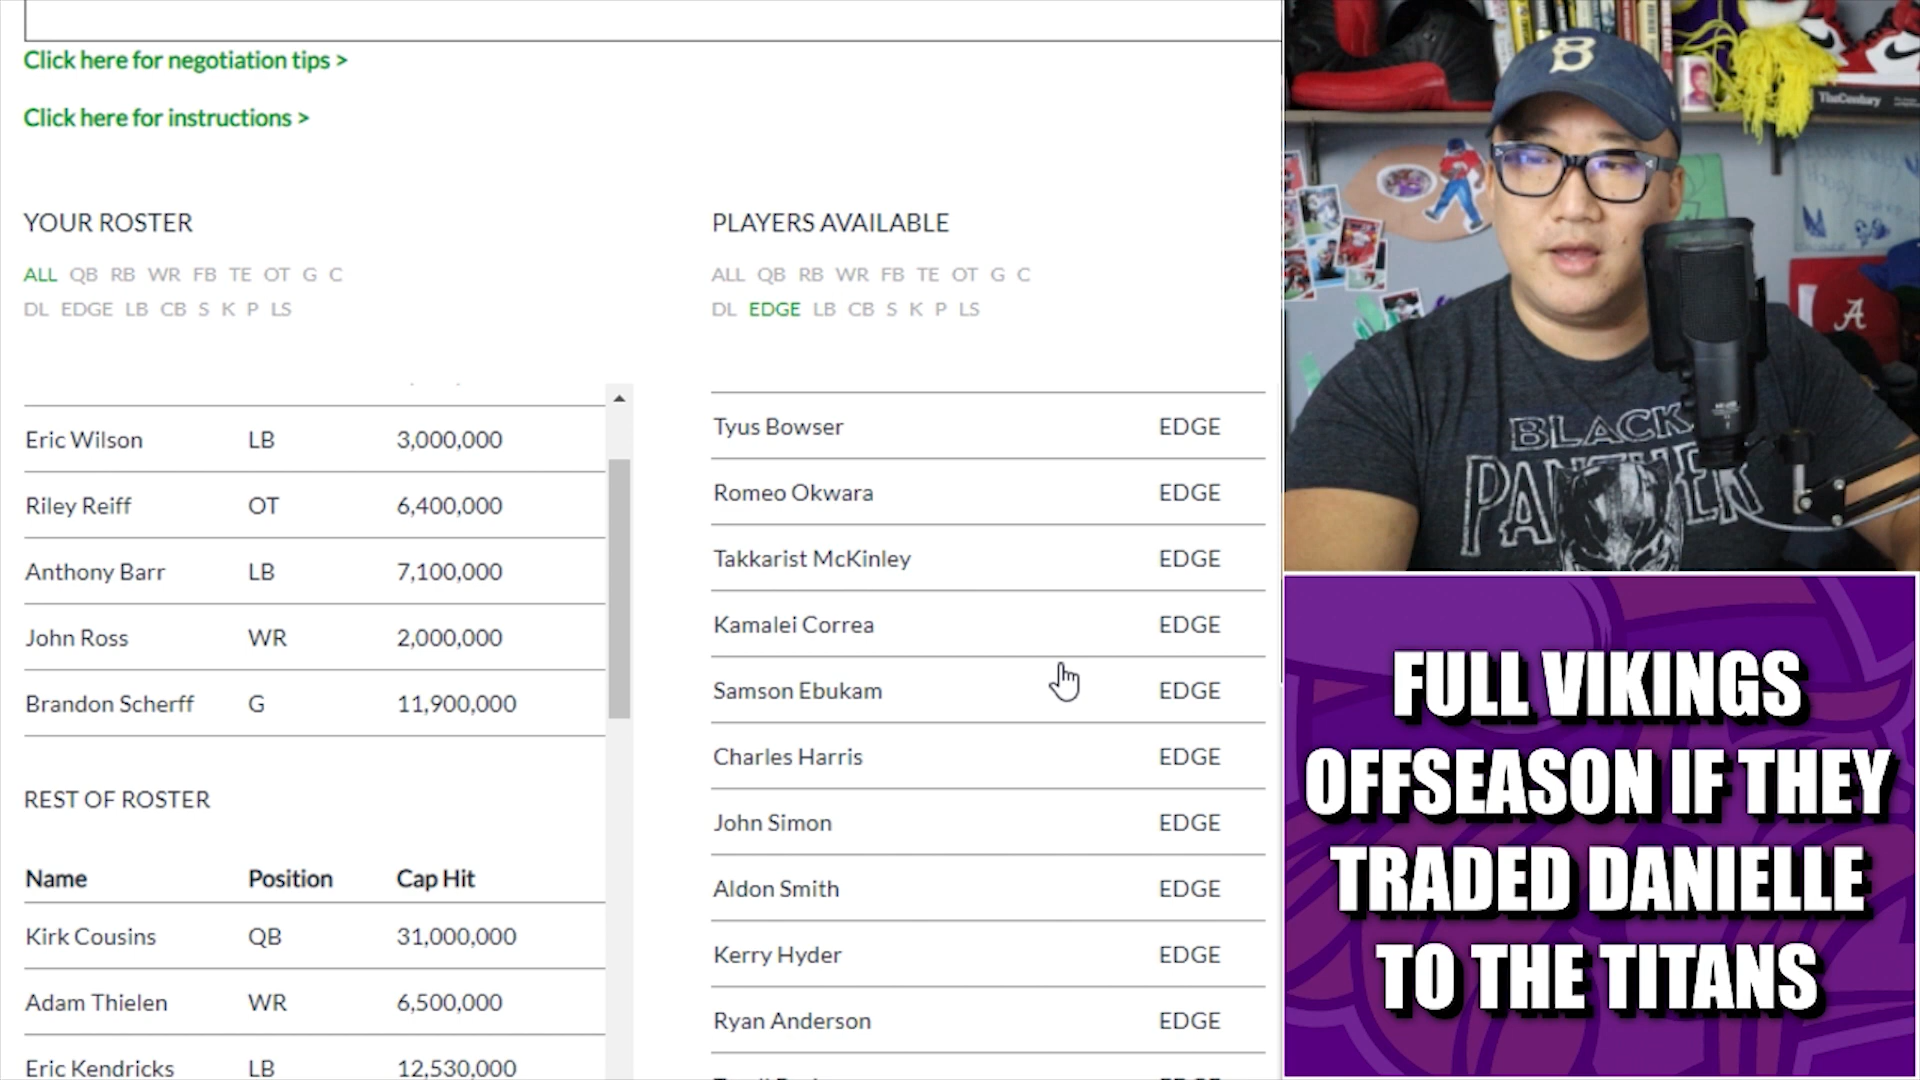 Click here for negotiation tips >
Click here for instructions >
YOUR ROSTER
ALL QB RB WR FB TE OT G C
DL EDGE LB CB S K P LS
Eric Wilson LB 3,000,000
Riley Reiff OT 6,400,000
Anthony Barr LB 7,100,000
John Ross WR 2,000,000
Brandon Scherff G 11,900,000
REST OF ROSTER
Name Position Cap Hit
Kirk Cousins QB 31,000,000
Adam Thielen WR 6,500,000
Eric Kendricks LB 12,530,000
PLAYERS AVAILABLE
ALL QB RB WR FB TE OT G C
DL EDGE LB CB S K P LS
Tyus Bowser EDGE
Romeo Okwara EDGE
Takkarist McKinley EDGE
Kamalei Correa EDGE
Samson Ebukam EDGE
Charles Harris EDGE
John Simon EDGE
Aldon Smith EDGE
Kerry Hyder EDGE
Ryan Anderson EDGE
B
TheCentury
A
BLACK
PANTHER
FULL VIKINGS
OFFSEASON IF THEY
TRADED DANIELLE
TO THE TITANS